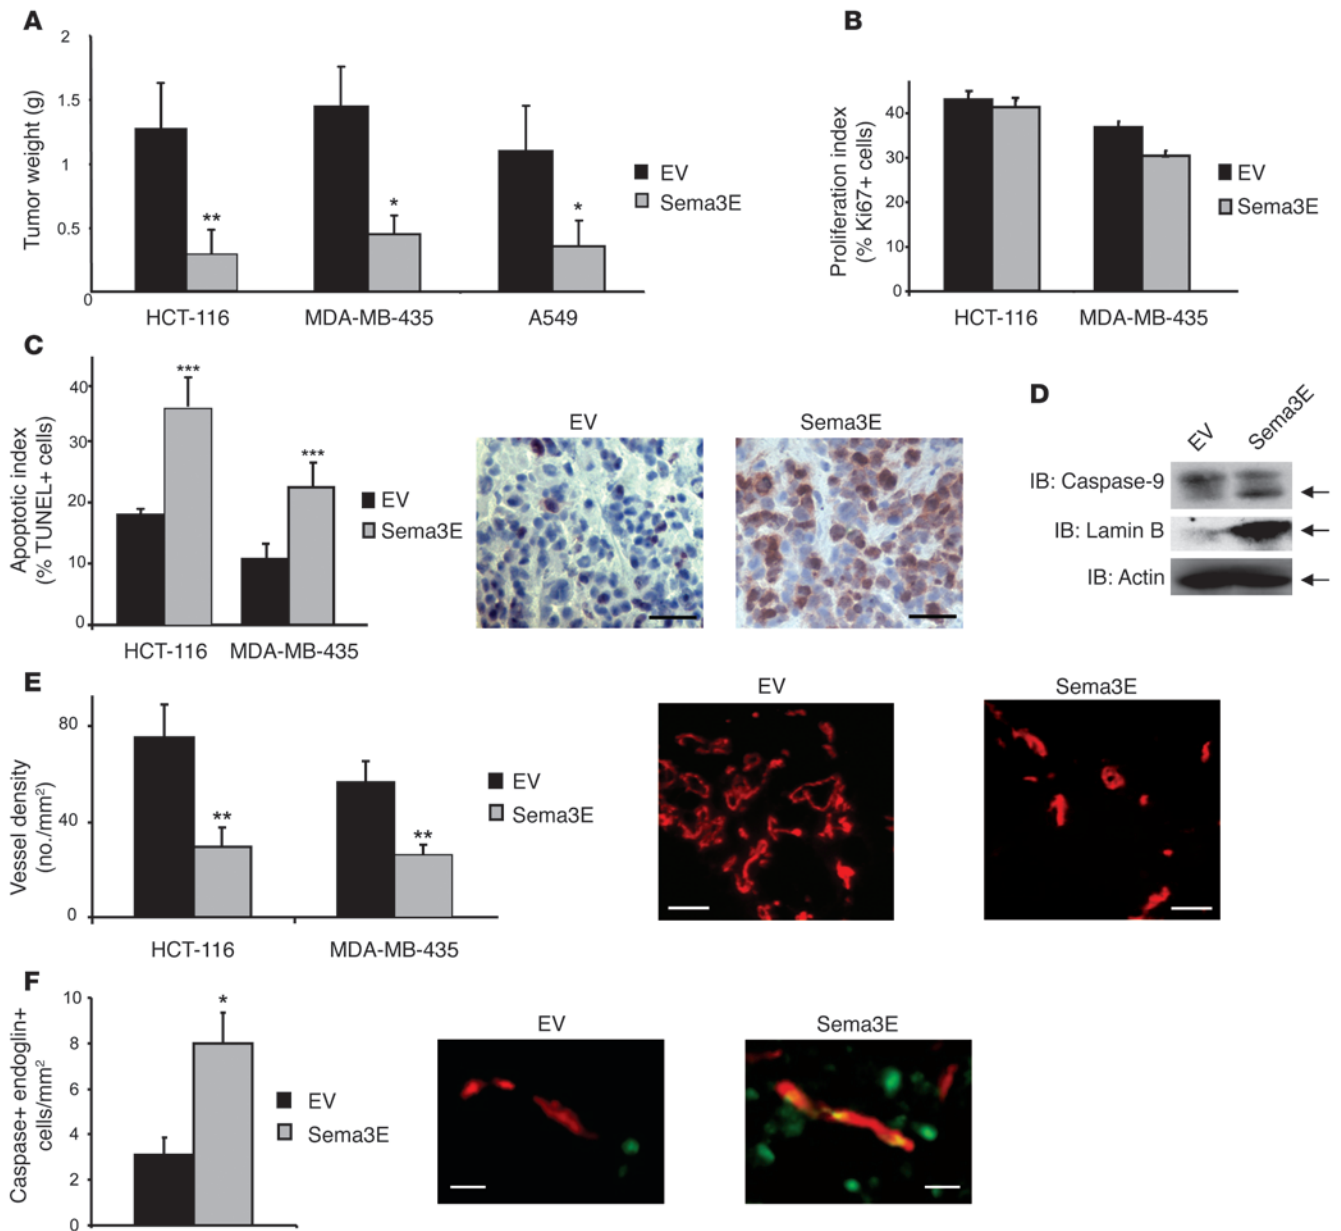 A
Tumor weight (g)
2
1.5
1
0.5
0
**
*
*
HCT-116
MDA-MB-435
A549
EV
Sema3E
B
Proliferation index
(% Ki67+ cells)
40
30
20
10
0
HCT-116
MDA-MB-435
EV
Sema3E
C
Apoptotic index
(% TUNEL+ cells)
40
30
20
10
0
***
***
HCT-116
MDA-MB-435
EV
Sema3E
EV
Sema3E
D
EV
Sema3E
IB: Caspase-9
IB: Lamin B
IB: Actin
E
Vessel density
(no./mm²)
80
40
0
**
**
HCT-116
MDA-MB-435
EV
Sema3E
EV
Sema3E
F
Caspase+ endoglin+
cells/mm²
10
8
6
4
2
0
*
EV
Sema3E
EV
Sema3E